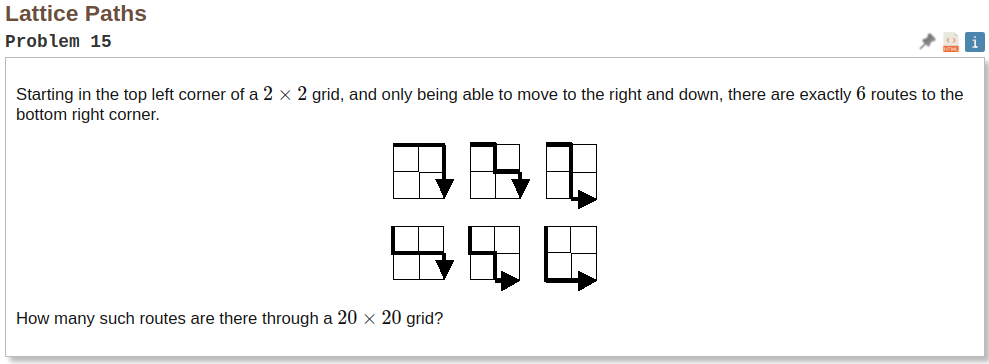 Lattice Paths
Problem 15
Starting in the top left corner of a 2 × 2 grid, and only being able to move to the right and down, there are exactly 6 routes to the
bottom right corner.
How many such routes are there through a 20 × 20 grid?